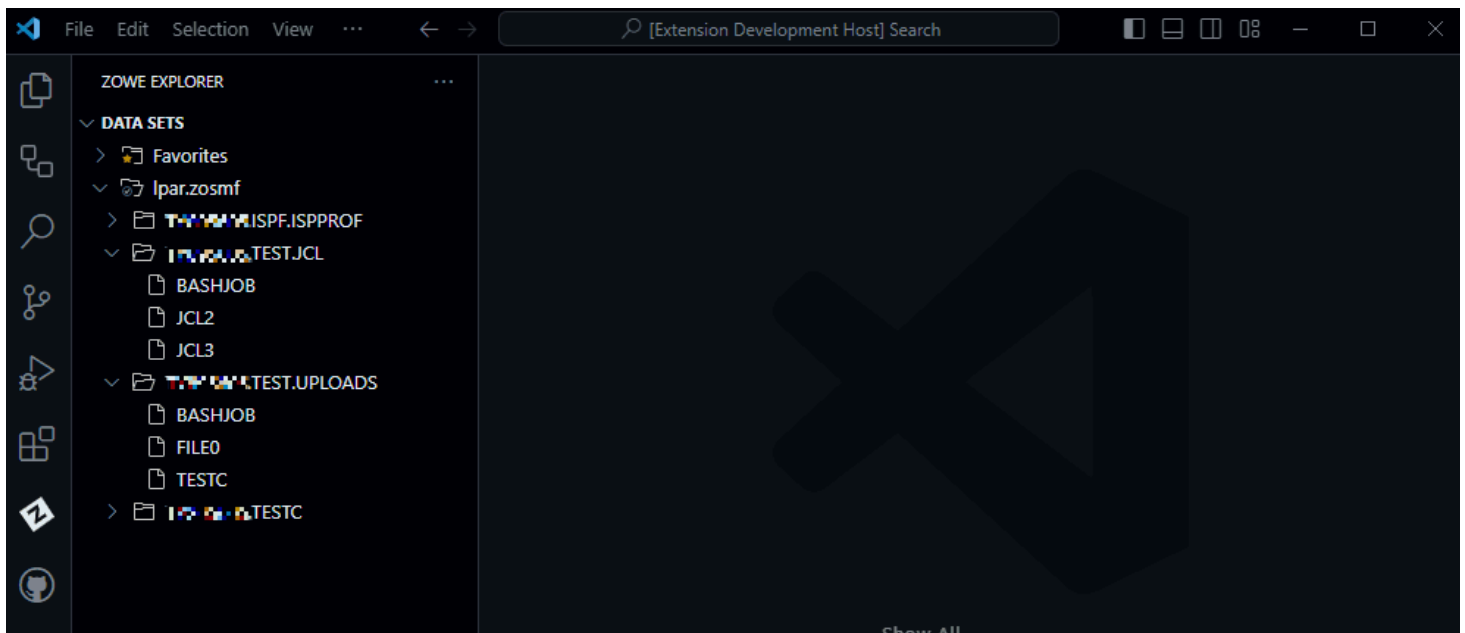 File Edit Selection View ··· [Extension Development Host] Search
ZOWE EXPLORER ···
DATA SETS
Favorites
lpar.zosmf
.ISPF.ISPPROF
.TEST.JCL
BASHJOB
JCL2
JCL3
TEST.UPLOADS
BASHJOB
FILE0
TESTC
.TESTC
Show All